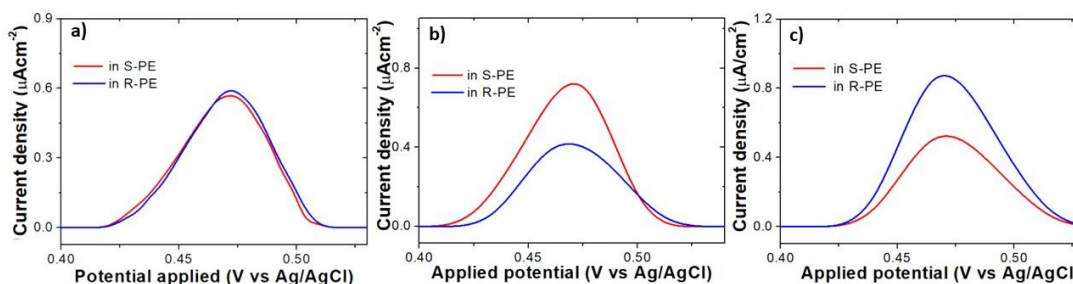 a)
in S-PE
in R-PE
Current density (μAcm⁻²)
0.9
0.6
0.3
0.0
0.40
0.45
0.50
Potential applied (V vs Ag/AgCl)
b)
in S-PE
in R-PE
Current density (μAcm⁻²)
0.8
0.4
0.0
0.40
0.45
0.50
Applied potential (V vs Ag/AgCl)
c)
in S-PE
in R-PE
Current density (μA/cm²)
1.2
0.8
0.4
0.0
0.40
0.45
0.50
Applied potential (V vs Ag/AgCl